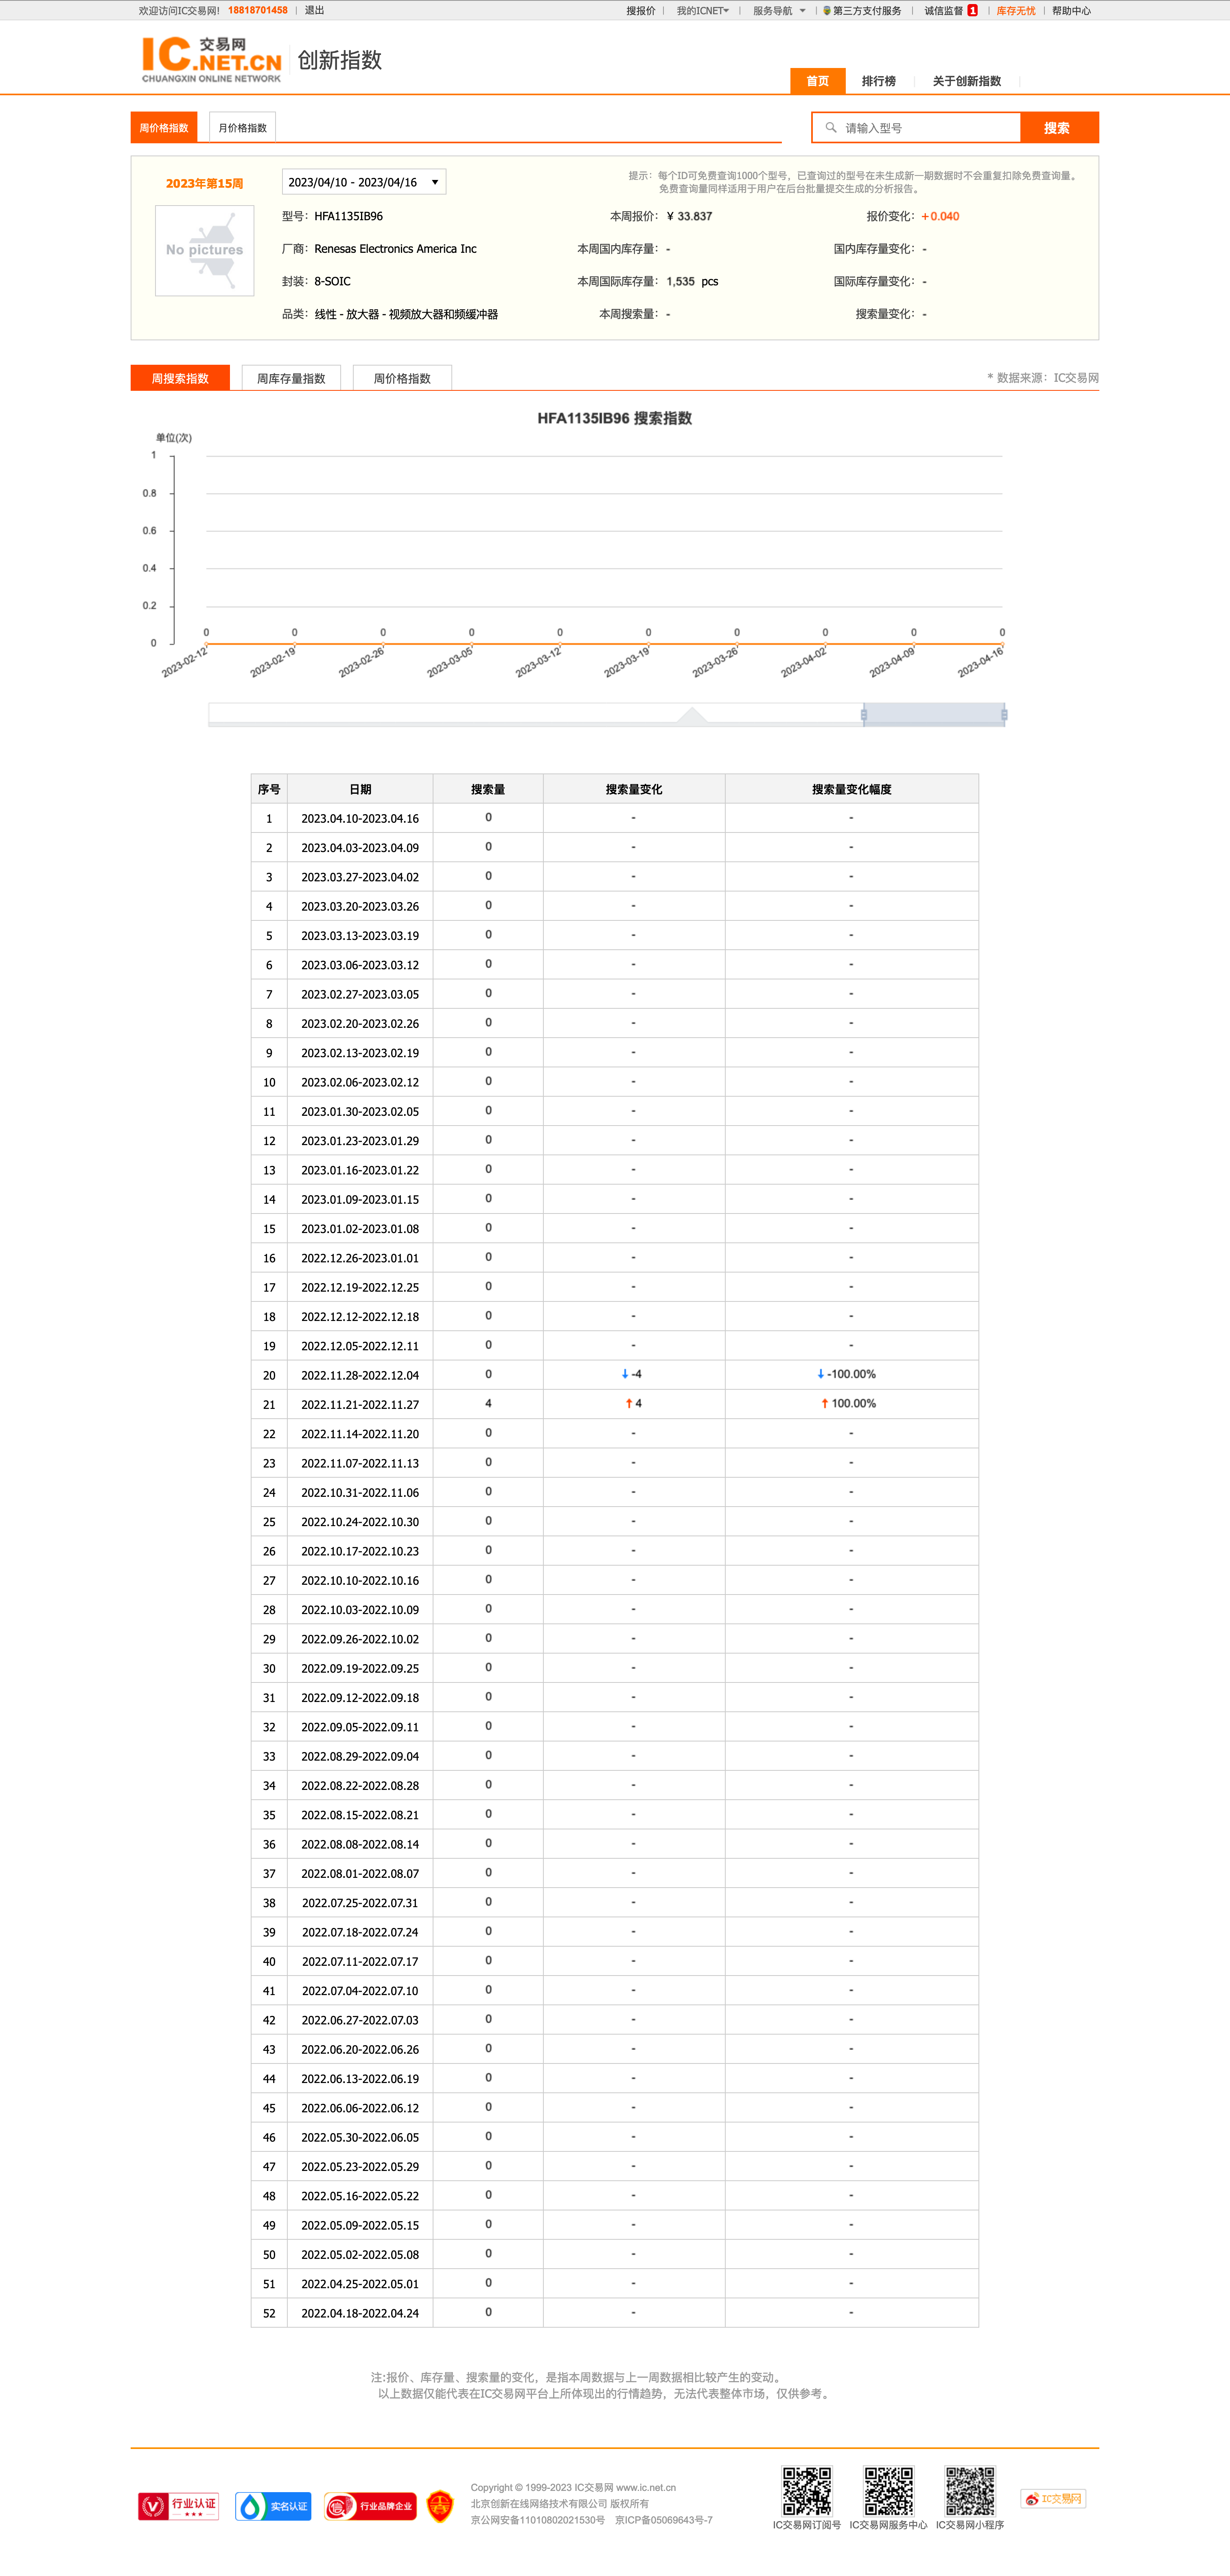 欢迎访问IC交易网! 18818701458 | 退出 搜报价 | 我的ICNET | 服务导航 | 第三方支付服务 | 诚信监督 1 | 库存无忧 | 帮助中心
IC 交易网 .NET.CN
CHUANGXIN ONLINE NETWORK
创新指数
首页 排行榜 关于创新指数
周价格指数 月价格指数 请输入型号 搜索
2023年第15周 2023/04/10 - 2023/04/16
提示：每个ID可免费查询1000个型号，已查询过的型号在未生成新一期数据时不会重复扣除免费查询量。
免费查询量同样适用于用户在后台批量提交生成的分析报告。
No pictures
型号：HFA1135IB96 本周报价：¥ 33.837 报价变化：+0.040
厂商：Renesas Electronics America Inc 本周国内库存量：- 国内库存量变化：-
封装：8-SOIC 本周国际库存量：1,535 pcs 国际库存量变化：-
品类：线性 - 放大器 - 视频放大器和频缓冲器 本周搜索量：- 搜索量变化：-
周搜索指数 周库存量指数 周价格指数 * 数据来源：IC交易网
HFA1135IB96 搜索指数
单位(次)
1
0.8
0.6
0.4
0.2
0
0 0 0 0 0 0 0 0 0 0
2023-02-12 2023-02-19 2023-02-26 2023-03-05 2023-03-12 2023-03-19 2023-03-26 2023-04-02 2023-04-09 2023-04-16
序号 日期 搜索量 搜索量变化 搜索量变化幅度
1 2023.04.10-2023.04.16 0 - -
2 2023.04.03-2023.04.09 0 - -
3 2023.03.27-2023.04.02 0 - -
4 2023.03.20-2023.03.26 0 - -
5 2023.03.13-2023.03.19 0 - -
6 2023.03.06-2023.03.12 0 - -
7 2023.02.27-2023.03.05 0 - -
8 2023.02.20-2023.02.26 0 - -
9 2023.02.13-2023.02.19 0 - -
10 2023.02.06-2023.02.12 0 - -
11 2023.01.30-2023.02.05 0 - -
12 2023.01.23-2023.01.29 0 - -
13 2023.01.16-2023.01.22 0 - -
14 2023.01.09-2023.01.15 0 - -
15 2023.01.02-2023.01.08 0 - -
16 2022.12.26-2023.01.01 0 - -
17 2022.12.19-2022.12.25 0 - -
18 2022.12.12-2022.12.18 0 - -
19 2022.12.05-2022.12.11 0 - -
20 2022.11.28-2022.12.04 0 ↓ -4 ↓ -100.00%
21 2022.11.21-2022.11.27 4 ↑ 4 ↑ 100.00%
22 2022.11.14-2022.11.20 0 - -
23 2022.11.07-2022.11.13 0 - -
24 2022.10.31-2022.11.06 0 - -
25 2022.10.24-2022.10.30 0 - -
26 2022.10.17-2022.10.23 0 - -
27 2022.10.10-2022.10.16 0 - -
28 2022.10.03-2022.10.09 0 - -
29 2022.09.26-2022.10.02 0 - -
30 2022.09.19-2022.09.25 0 - -
31 2022.09.12-2022.09.18 0 - -
32 2022.09.05-2022.09.11 0 - -
33 2022.08.29-2022.09.04 0 - -
34 2022.08.22-2022.08.28 0 - -
35 2022.08.15-2022.08.21 0 - -
36 2022.08.08-2022.08.14 0 - -
37 2022.08.01-2022.08.07 0 - -
38 2022.07.25-2022.07.31 0 - -
39 2022.07.18-2022.07.24 0 - -
40 2022.07.11-2022.07.17 0 - -
41 2022.07.04-2022.07.10 0 - -
42 2022.06.27-2022.07.03 0 - -
43 2022.06.20-2022.06.26 0 - -
44 2022.06.13-2022.06.19 0 - -
45 2022.06.06-2022.06.12 0 - -
46 2022.05.30-2022.06.05 0 - -
47 2022.05.23-2022.05.29 0 - -
48 2022.05.16-2022.05.22 0 - -
49 2022.05.09-2022.05.15 0 - -
50 2022.05.02-2022.05.08 0 - -
51 2022.04.25-2022.05.01 0 - -
52 2022.04.18-2022.04.24 0 - -
注:报价、库存量、搜索量的变化，是指本周数据与上一周数据相比较产生的变动。
以上数据仅能代表在IC交易网平台上所体现出的行情趋势，无法代表整体市场，仅供参考。
行业认证 实名认证 行业品牌企业
Copyright © 1999-2023 IC交易网 www.ic.net.cn
北京创新在线网络技术有限公司 版权所有
京公网安备11010802021530号 京ICP备05069643号-7
IC交易网订阅号 IC交易网服务中心 IC交易网小程序
IC交易网